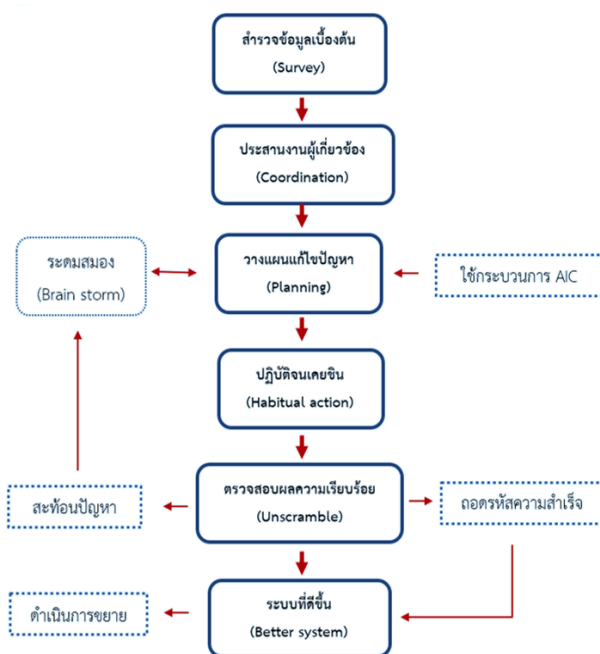 สำรวจข้อมูลเบื้องต้น
(Survey)
ประสานงานผู้เกี่ยวข้อง
(Coordination)
ระดมสมอง
(Brain storm)
วางแผนแก้ไขปัญหา
(Planning)
ใช้กระบวนการ AIC
ปฏิบัติจนเคยชิน
(Habitual action)
สะท้อนปัญหา
ตรวจสอบผลความเรียบร้อย
(Unscramble)
ถอดรหัสความสำเร็จ
ดำเนินการขยาย
ระบบที่ดีขึ้น
(Better system)